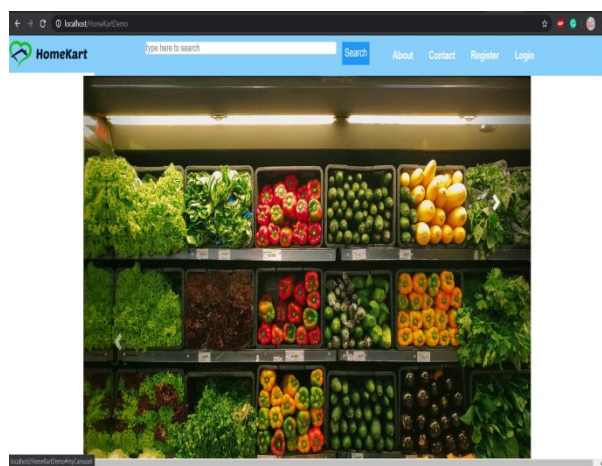 localhost/HomeKartDemo
HomeKart
type here to search
Search
About Contact Register Login
localhost/HomeKartDemo#myCarousel